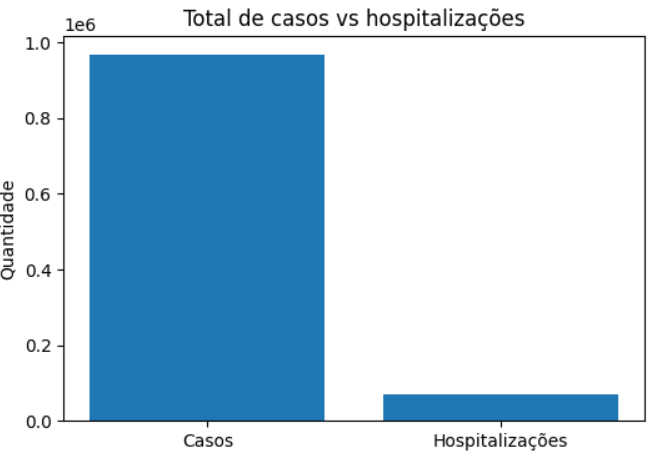 Total de casos vs hospitalizações
1e6
1.0
0.8
0.6
0.4
0.2
0.0
Quantidade
Casos
Hospitalizações